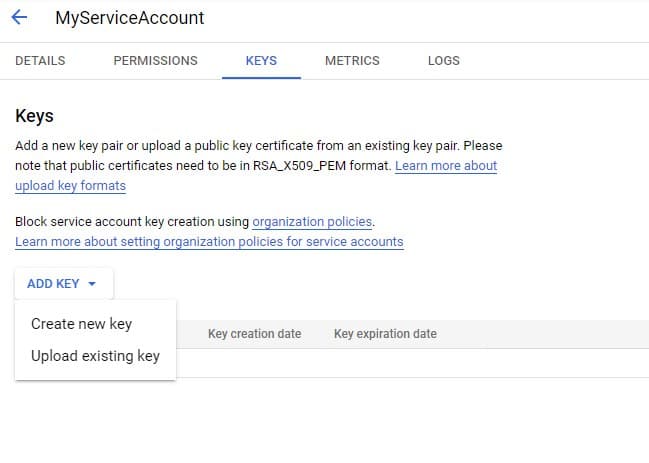 MyServiceAccount
DETAILS PERMISSIONS KEYS METRICS LOGS
Keys
Add a new key pair or upload a public key certificate from an existing key pair. Please
note that public certificates need to be in RSA_X509_PEM format. Learn more about
upload key formats
Block service account key creation using organization policies.
Learn more about setting organization policies for service accounts
ADD KEY
Create new key
Upload existing key
Key creation date Key expiration date